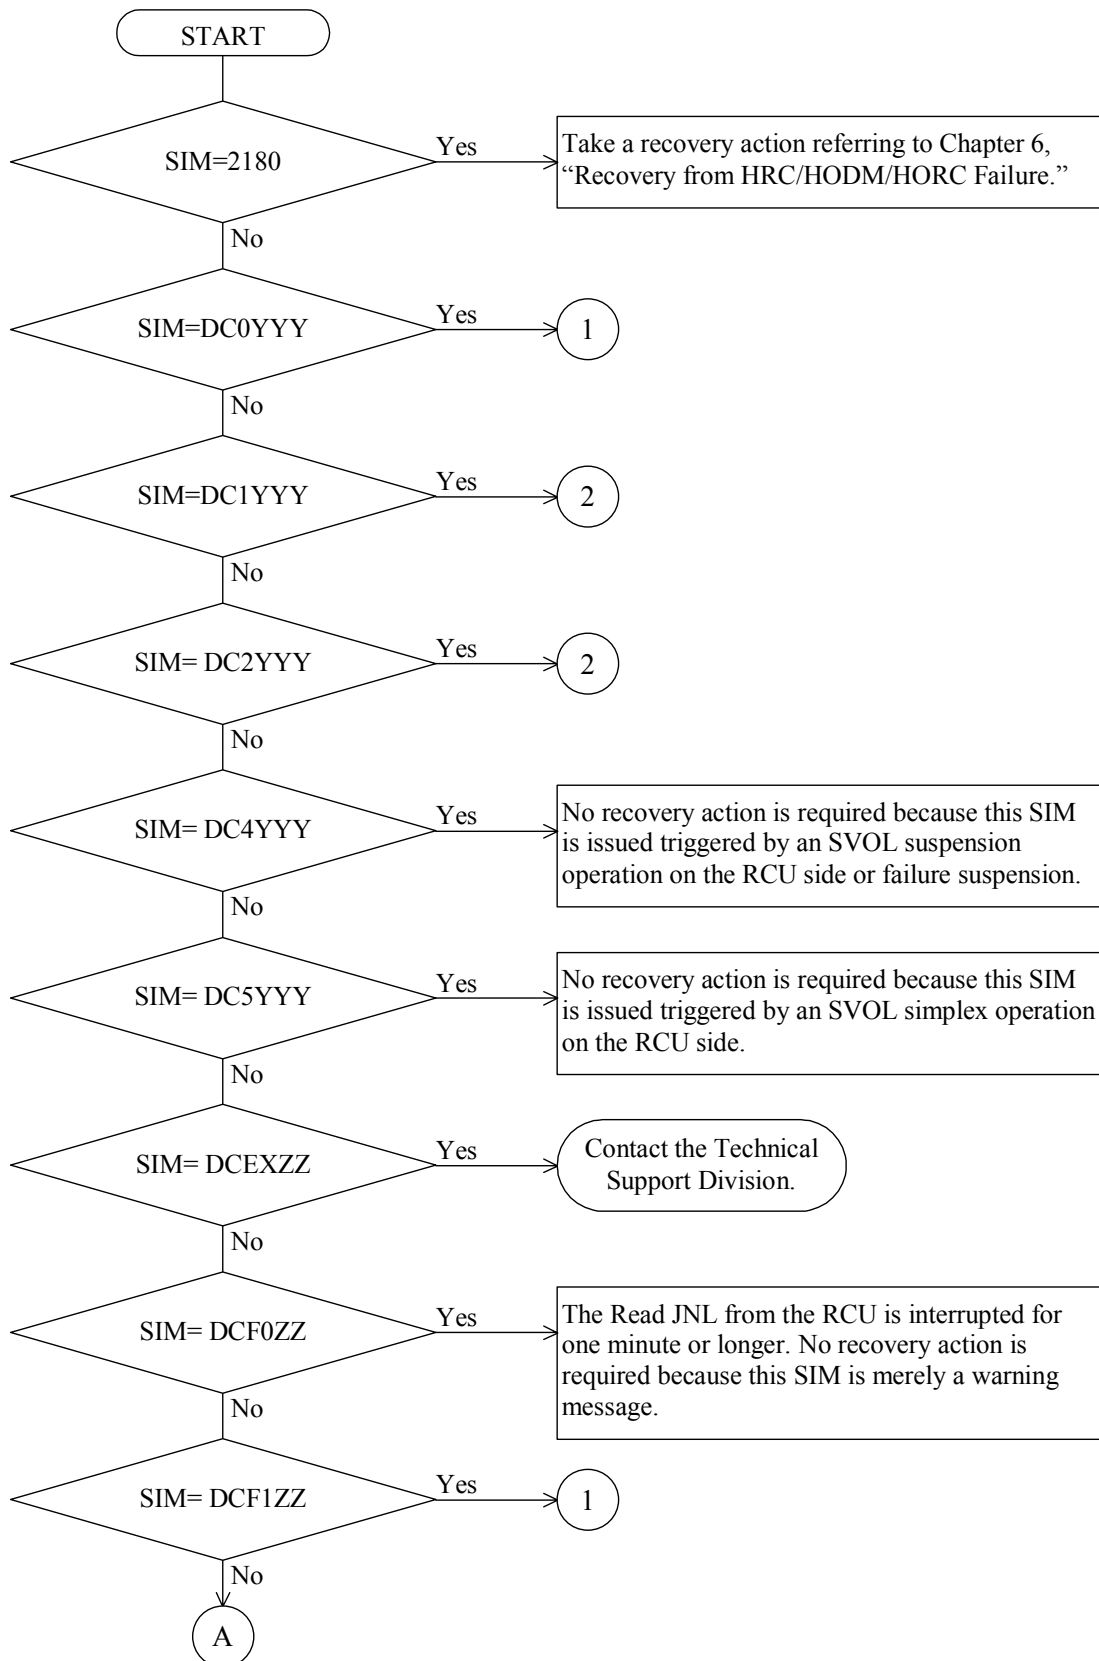 START
SIM=2180
Yes
Take a recovery action referring to Chapter 6,
“Recovery from HRC/HODM/HORC Failure.”
No
SIM=DC0YYY
Yes
1
No
SIM=DC1YYY
Yes
2
No
SIM= DC2YYY
Yes
2
No
SIM= DC4YYY
Yes
No recovery action is required because this SIM
is issued triggered by an SVOL suspension
operation on the RCU side or failure suspension.
No
SIM= DC5YYY
Yes
No recovery action is required because this SIM
is issued triggered by an SVOL simplex operation
on the RCU side.
No
SIM= DCEXZZ
Yes
Contact the Technical
Support Division.
No
SIM= DCF0ZZ
Yes
The Read JNL from the RCU is interrupted for
one minute or longer. No recovery action is
required because this SIM is merely a warning
message.
No
SIM= DCF1ZZ
Yes
1
No
A